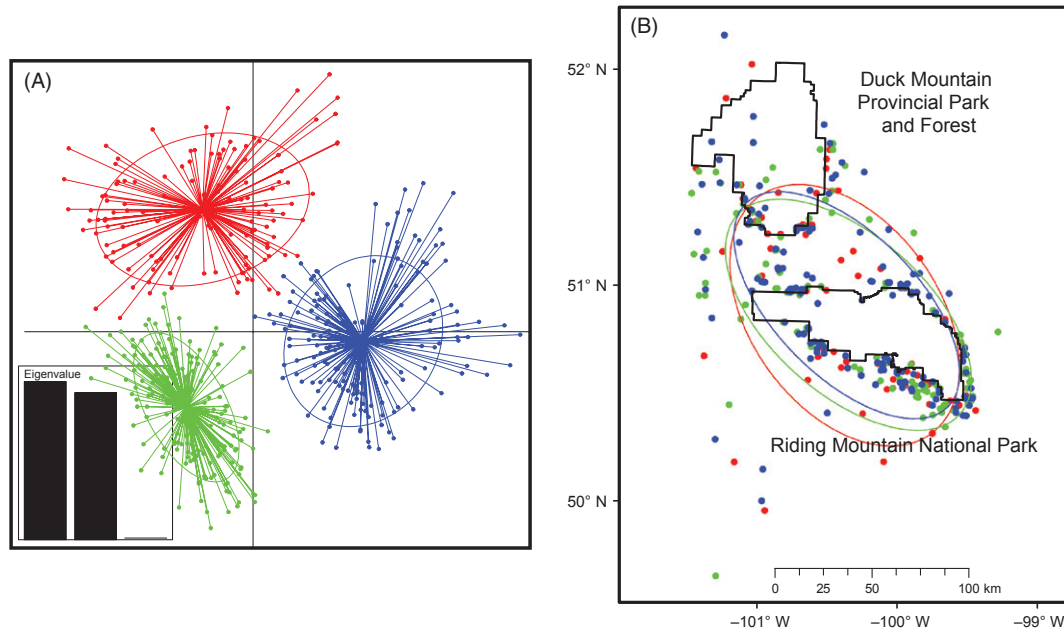 (A)
Eigenvalue
(B)
52° N
51° N
50° N
Duck Mountain
Provincial Park
and Forest
Riding Mountain National Park
0 25 50 100 km
–101° W –100° W –99° W